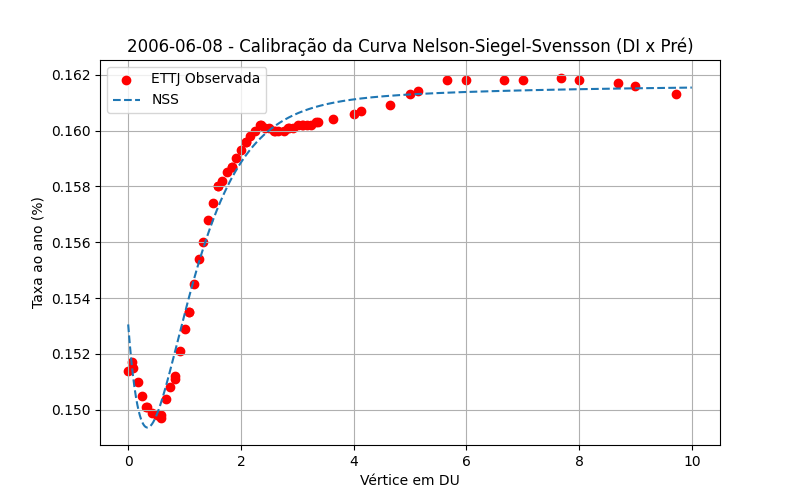 2006-06-08 - Calibração da Curva Nelson-Siegel-Svensson (DI x Pré)
ETTJ Observada
NSS
Taxa ao ano (%)
0.162
0.160
0.158
0.156
0.154
0.152
0.150
0 2 4 6 8 10
Vértice em DU